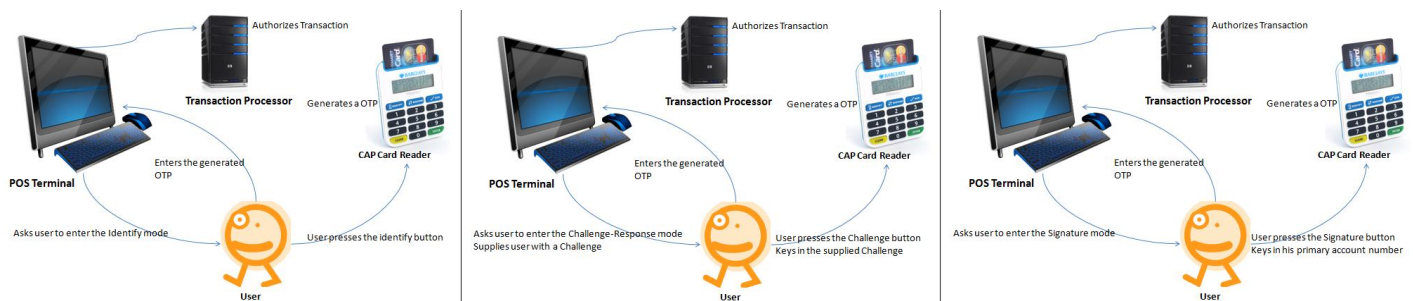 Authorizes Transaction
Transaction Processor
Generates a OTP
BARCLAYS
CAP Card Reader
Enters the generated
OTP
POS Terminal
Asks user to enter the Identify mode
User presses the identify button
User
Authorizes Transaction
Transaction Processor
Generates a OTP
BARCLAYS
CAP Card Reader
Enters the generated
OTP
POS Terminal
Asks user to enter the Challenge-Response mode
Supplies user with a Challenge
User presses the Challenge button
Keys in the supplied Challenge
User
Authorizes Transaction
Transaction Processor
Generates a OTP
BARCLAYS
CAP Card Reader
Enters the generated
OTP
POS Terminal
Asks user to enter the Signature mode
User presses the Signature button
Keys in his primary account number
User